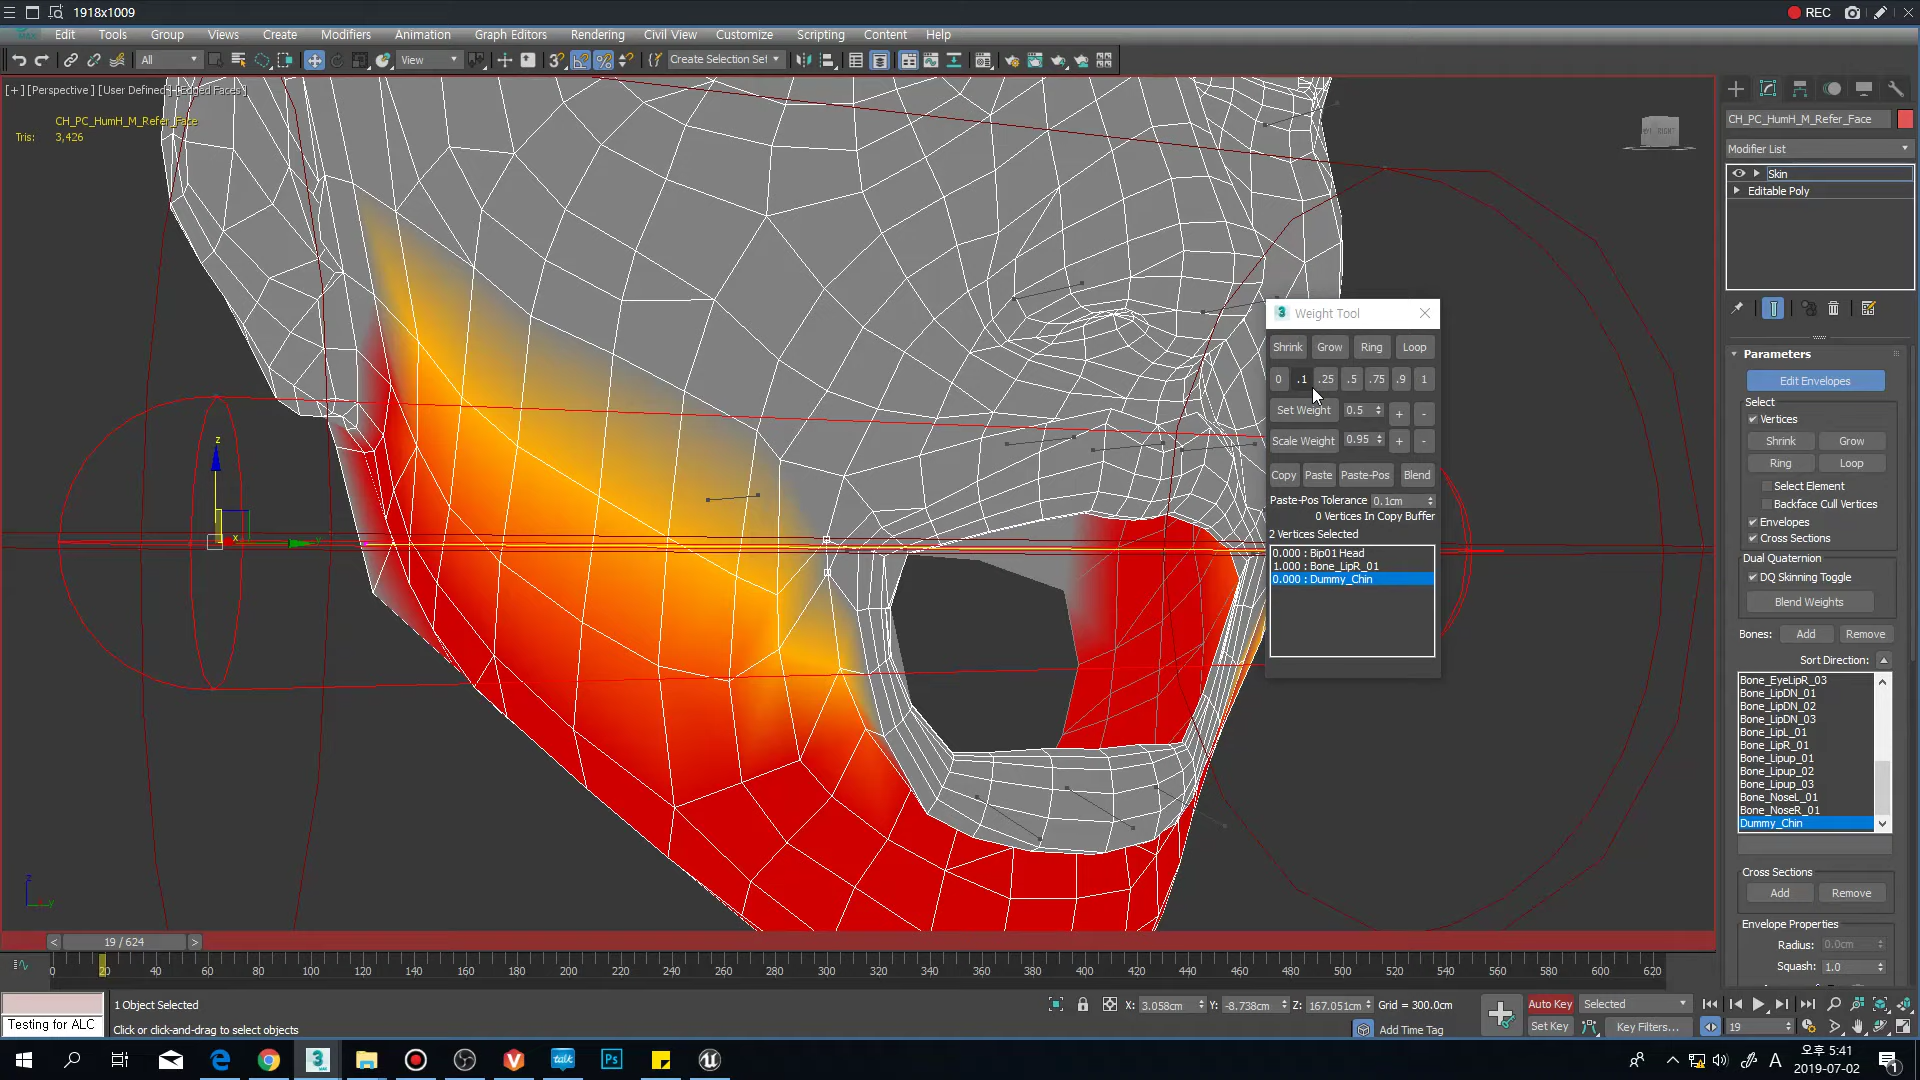 1918x1009
REC
Edit Tools Group Views Create Modifiers Animation Graph Editors Rendering Civil View Customize Scripting Content Help
All View Create Selection Set
[+] [Perspective ] [User Defined ] [Edged Faces ]
CH_PC_HumH_M_Refer_Face
Tris: 3,426
z
x
CH_PC_HumH_M_Refer_Face
Modifier List
Skin
Editable Poly
Parameters
Edit Envelopes
Select
Vertices
Shrink Grow
Ring Loop
Select Element
Backface Cull Vertices
Envelopes
Cross Sections
Dual Quaternion
DQ Skinning Toggle
Blend Weights
Bones: Add Remove
Sort Direction:
Bone_EyeLipR_03
Bone_LipDN_01
Bone_LipDN_02
Bone_LipDN_03
Bone_LipL_01
Bone_LipR_01
Bone_Lipup_01
Bone_Lipup_02
Bone_Lipup_03
Bone_NoseL_01
Bone_NoseR_01
Dummy_Chin
Cross Sections
Add Remove
Envelope Properties
Radius: 0.0cm
Squash: 1.0
3 Weight Tool
Shrink Grow Ring Loop
0 .1 .25 .5 .75 .9 1
Set Weight 0.5 + -
Scale Weight 0.95 + -
Copy Paste Paste-Pos Blend
Paste-Pos Tolerance 0.1cm
0 Vertices In Copy Buffer
2 Vertices Selected
0.000 : Bip01 Head
1.000 : Bone_LipR_01
0.000 : Dummy_Chin
z
y
< 19 / 624 >
0 20 40 60 80 100 120 140 160 180 200 220 240 260 280 300 320 340 360 380 400 420 440 460 480 500 520 540 560 580 600 620
1 Object Selected
X: 3.058cm Y: -8.738cm Z: 167.051cm Grid = 300.0cm
Auto Key Selected
Testing for ALC
Click or click-and-drag to select objects
Add Time Tag
Set Key Key Filters... 19
3 MAX talk Ps
A
오후 5:41
2019-07-02
1